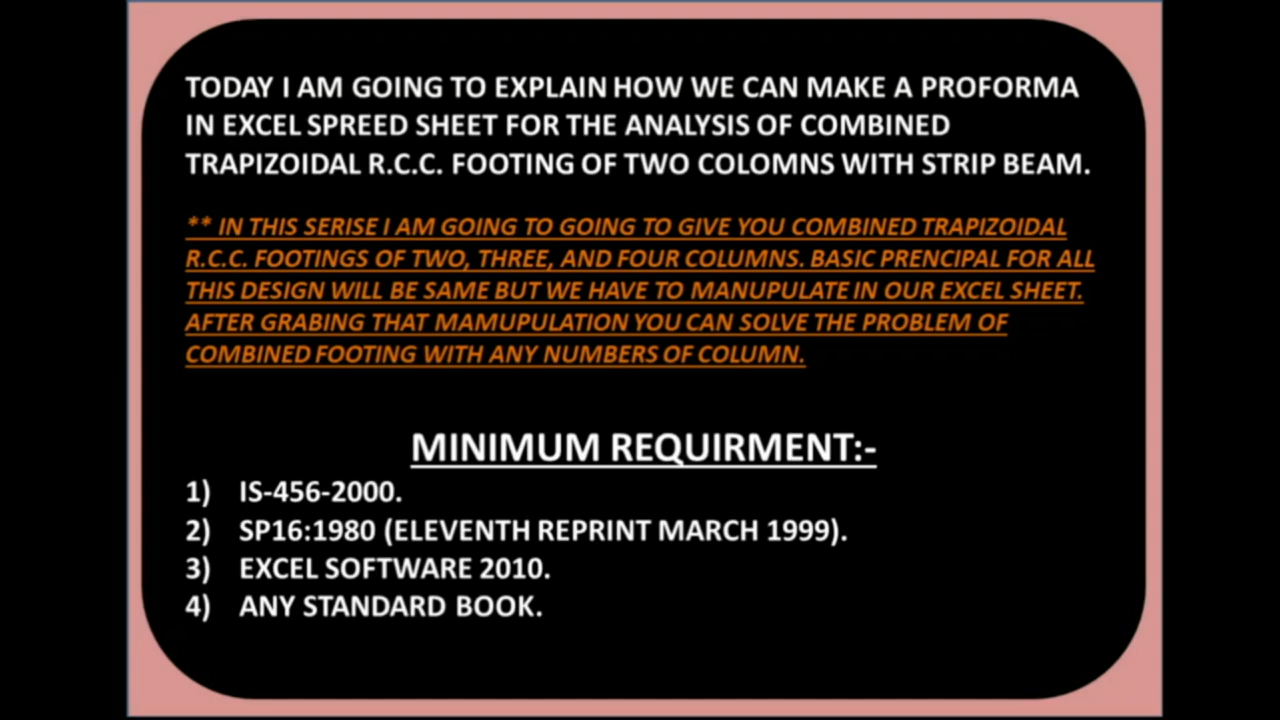 TODAY I AM GOING TO EXPLAIN HOW WE CAN MAKE A PROFORMA
IN EXCEL SPREED SHEET FOR THE ANALYSIS OF COMBINED
TRAPIZOIDAL R.C.C. FOOTING OF TWO COLOMNS WITH STRIP BEAM.
** IN THIS SERISE I AM GOING TO GOING TO GIVE YOU COMBINED TRAPIZOIDAL
R.C.C. FOOTINGS OF TWO, THREE, AND FOUR COLUMNS. BASIC PRENCIPAL FOR ALL
THIS DESIGN WILL BE SAME BUT WE HAVE TO MANUPULATE IN OUR EXCEL SHEET.
AFTER GRABING THAT MAMUPULATION YOU CAN SOLVE THE PROBLEM OF
COMBINED FOOTING WITH ANY NUMBERS OF COLUMN.
MINIMUM REQUIRMENT:-
1) IS-456-2000.
2) SP16:1980 (ELEVENTH REPRINT MARCH 1999).
3) EXCEL SOFTWARE 2010.
4) ANY STANDARD BOOK.